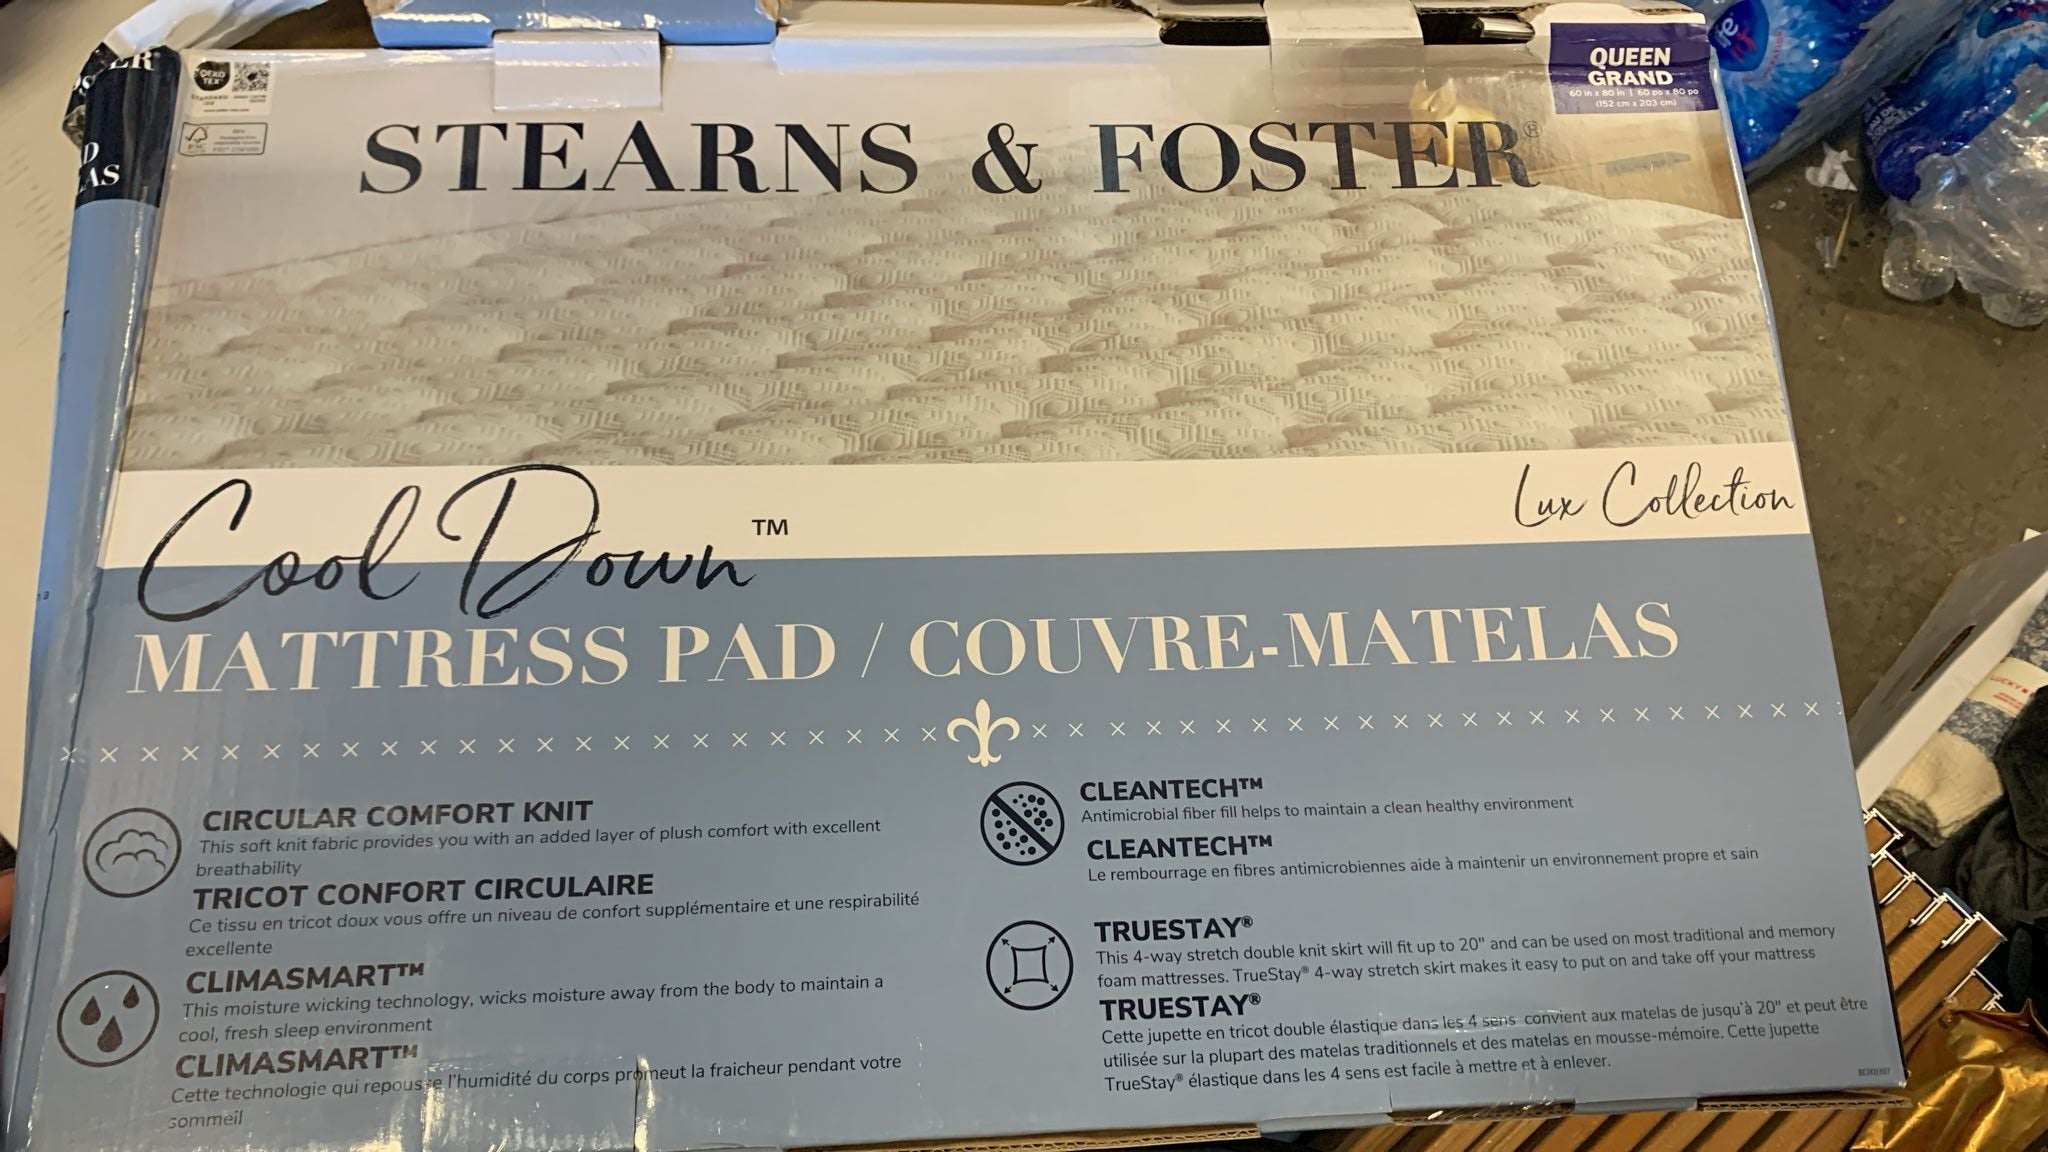 QUEEN
GRAND
60 in x 80 in | 60 po x 80 po
(152 cm x 203 cm)
OEKO
TEX
STANDARD
100
FSC
MIX
STEARNS & FOSTER®
AS
Cool Down™
Lux Collection
MATTRESS PAD / COUVRE-MATELAS
CIRCULAR COMFORT KNIT
This soft knit fabric provides you with an added layer of plush comfort with excellent
breathability
TRICOT CONFORT CIRCULAIRE
Ce tissu en tricot doux vous offre un niveau de confort supplémentaire et une respirabilité
excellente
CLIMASMART™
This moisture wicking technology, wicks moisture away from the body to maintain a
cool, fresh sleep environment
CLIMASMART™
Cette technologie qui repousse l'humidité du corps promeut la fraicheur pendant votre
sommeil
CLEANTECH™
Antimicrobial fiber fill helps to maintain a clean healthy environment
CLEANTECH™
Le rembourrage en fibres antimicrobiennes aide à maintenir un environnement propre et sain
TRUESTAY®
This 4-way stretch double knit skirt will fit up to 20" and can be used on most traditional and memory
foam mattresses. TrueStay® 4-way stretch skirt makes it easy to put on and take off your mattress
TRUESTAY®
Cette jupette en tricot double élastique dans les 4 sens convient aux matelas de jusqu'à 20" et peut être
utilisée sur la plupart des matelas traditionnels et des matelas en mousse-mémoire. Cette jupette
TrueStay® élastique dans les 4 sens est facile à mettre et à enlever.
BOX0307
LUCKY